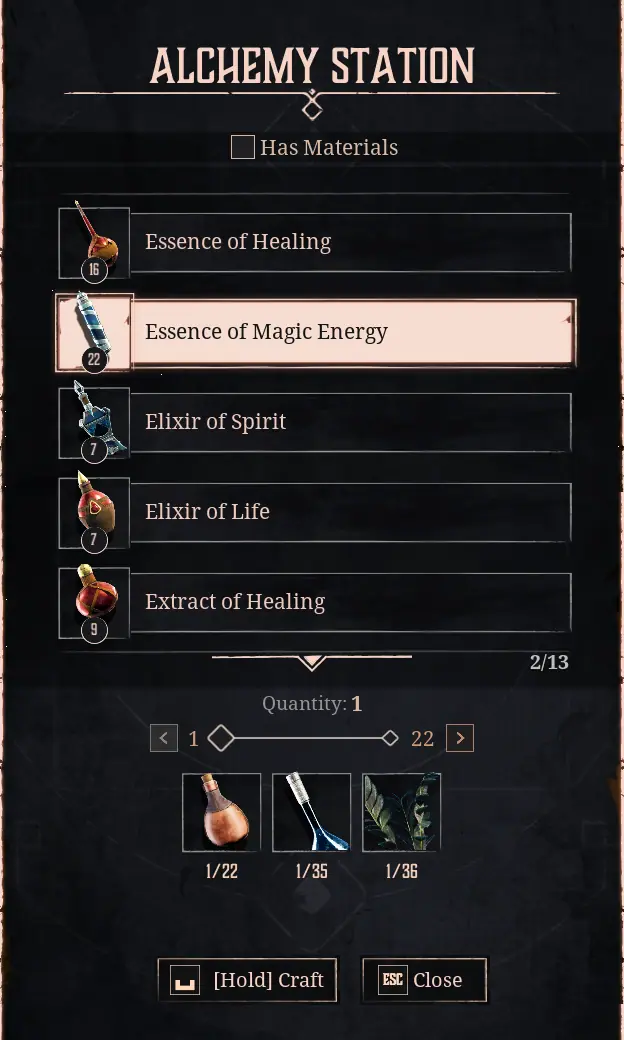 ALCHEMY STATION
Has Materials
Essence of Healing
16
Essence of Magic Energy
22
Elixir of Spirit
7
Elixir of Life
7
Extract of Healing
9
2/13
Quantity: 1
< 1 22 >
1/22 1/35 1/36
[Hold] Craft ESC Close